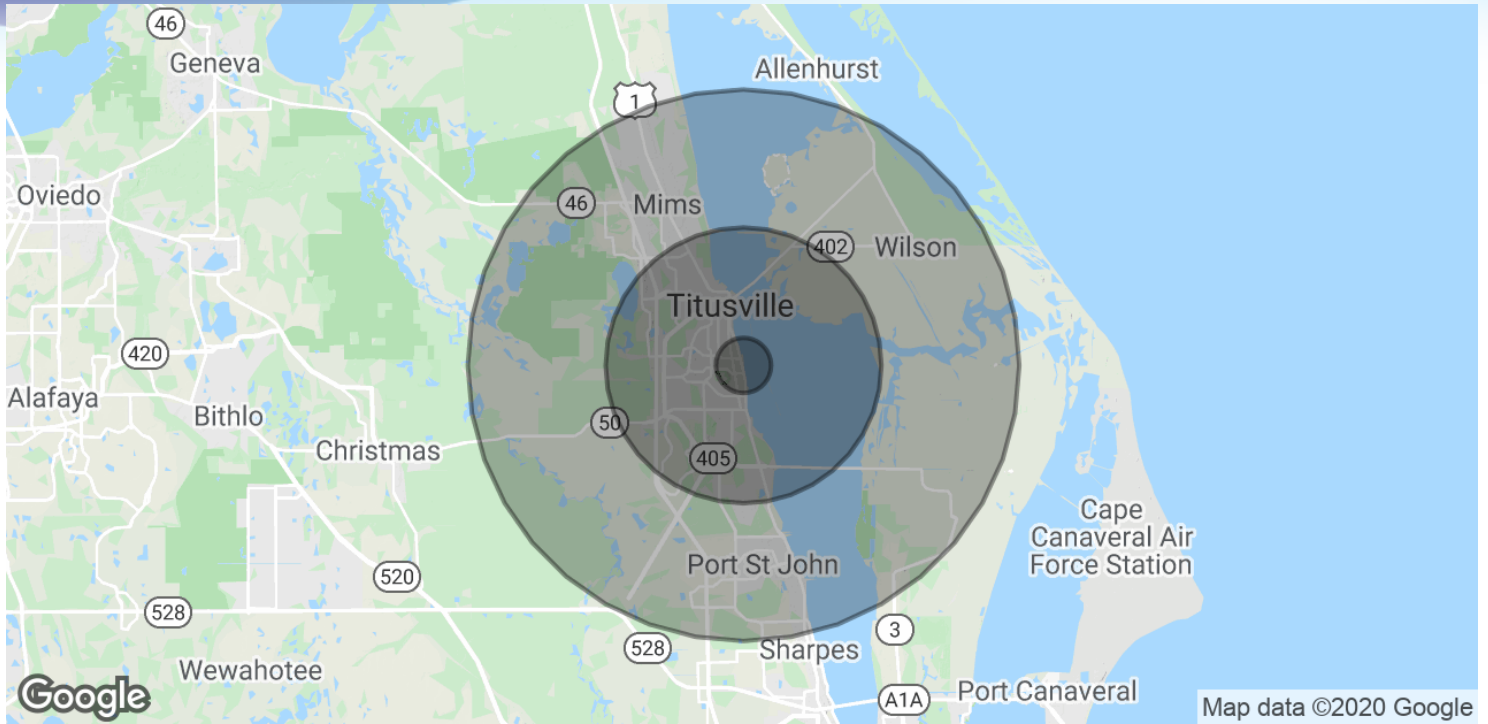 46
Geneva
Allenhurst
1
Oviedo
46
Mims
402
Wilson
Titusville
420
Alafaya
Bithlo
50
Christmas
405
Cape
Canaveral Air
Force Station
Port St John
520
528
3
528
Sharpes
Wewahotee
Port Canaveral
A1A
Google
Map data ©2020 Google